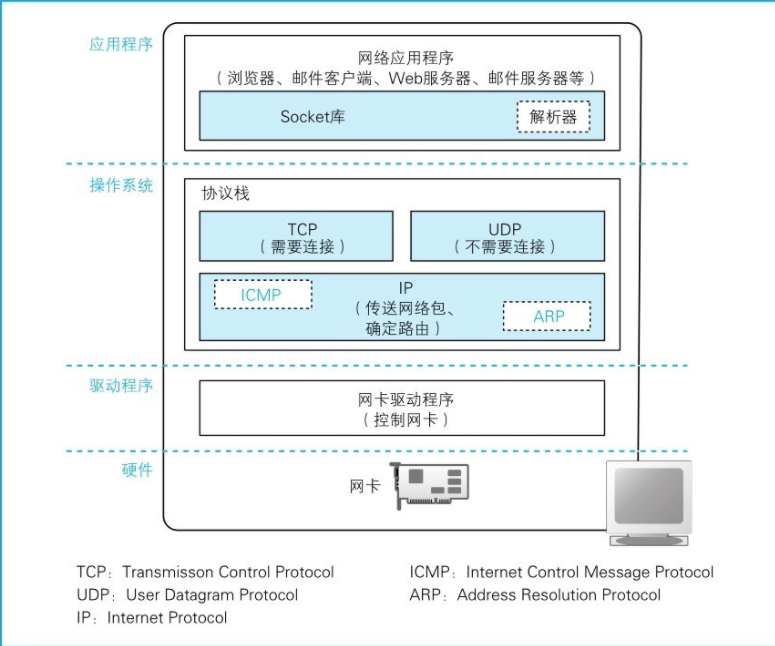 应用程序
网络应用程序
（浏览器、邮件客户端、Web服务器、邮件服务器等）
Socket库
解析器
操作系统
协议栈
TCP
（需要连接）
UDP
（不需要连接）
ICMP
IP
（传送网络包、
确定路由）
ARP
驱动程序
网卡驱动程序
（控制网卡）
硬件
网卡
TCP：Transmisson Control Protocol
ICMP：Internet Control Message Protocol
UDP：User Datagram Protocol
ARP：Address Resolution Protocol
IP：Internet Protocol